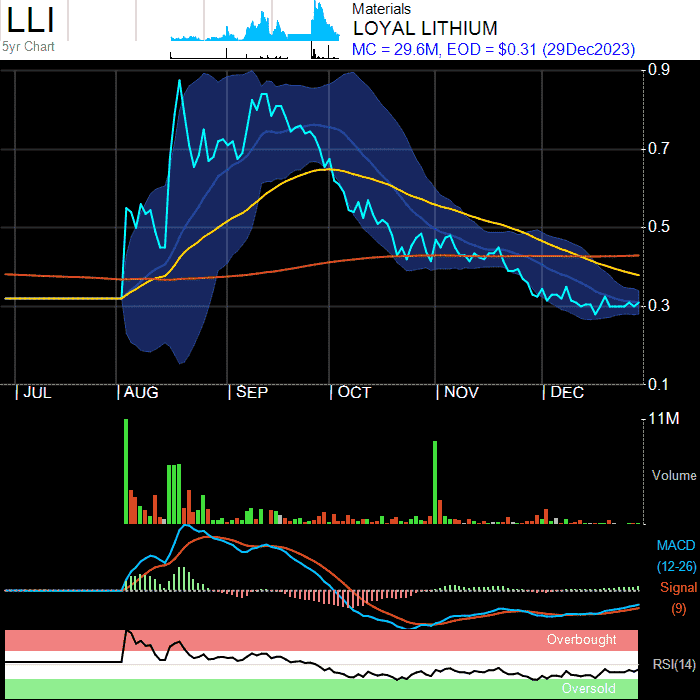 LLI
5yr Chart
Materials
LOYAL LITHIUM
MC = 29.6M, EOD = $0.31 (29Dec2023)
0.9
0.7
0.5
0.3
0.1
JUL AUG SEP OCT NOV DEC
11M
Volume
MACD
(12-26)
Signal
(9)
Overbought
RSI(14)
Oversold